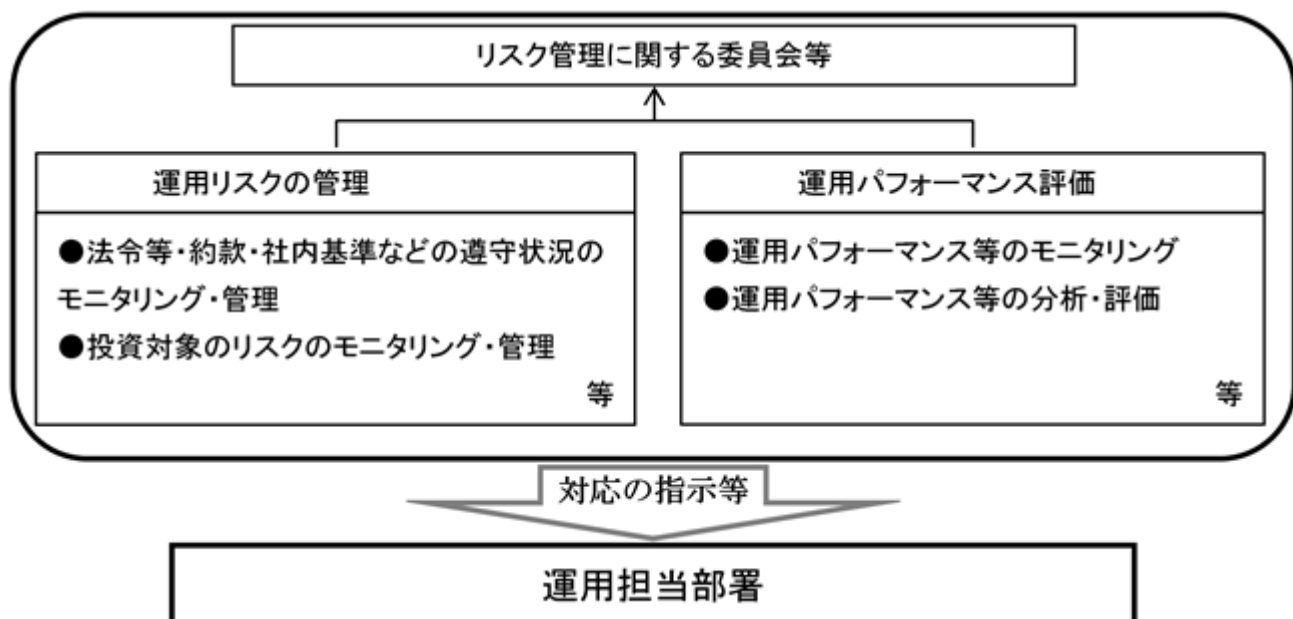 リスク管理に関する委員会等
運用リスクの管理
●法令等・約款・社内基準などの遵守状況の
モニタリング・管理
●投資対象のリスクのモニタリング・管理
等
運用パフォーマンス評価
●運用パフォーマンス等のモニタリング
●運用パフォーマンス等の分析・評価
等
対応の指示等
運用担当部署